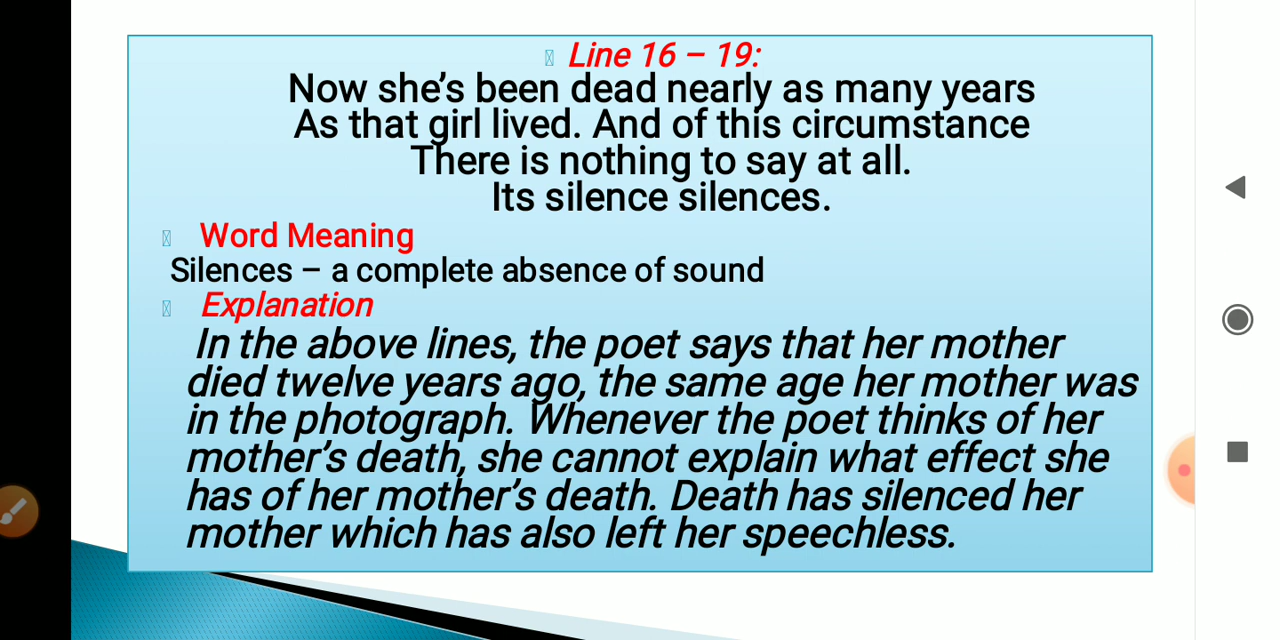 Line 16 – 19:
Now she’s been dead nearly as many years
As that girl lived. And of this circumstance
There is nothing to say at all.
Its silence silences.
Word Meaning
Silences – a complete absence of sound
Explanation
In the above lines, the poet says that her mother
died twelve years ago, the same age her mother was
in the photograph. Whenever the poet thinks of her
mother’s death, she cannot explain what effect she
has of her mother’s death. Death has silenced her
mother which has also left her speechless.